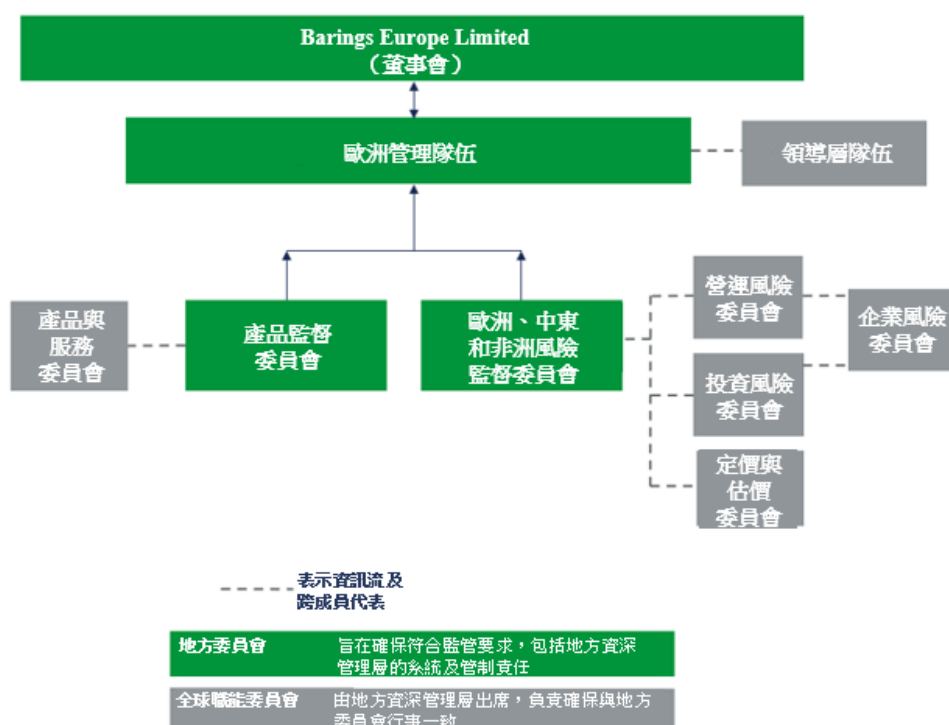 Barings Europe Limited
（董事會）
歐洲管理隊伍
領導層隊伍
產品與
服務
委員會
產品監督
委員會
歐洲、中東
和非洲風險
監督委員會
營運風險
委員會
企業風險
委員會
投資風險
委員會
定價與
估價
委員會
表示資訊流及
跨成員代表
地方委員會
旨在確保符合監管要求，包括地方資深
管理層的系統及管制責任
全球職能委員會
由地方資深管理層出席，負責確保與地方
委員會行事一致